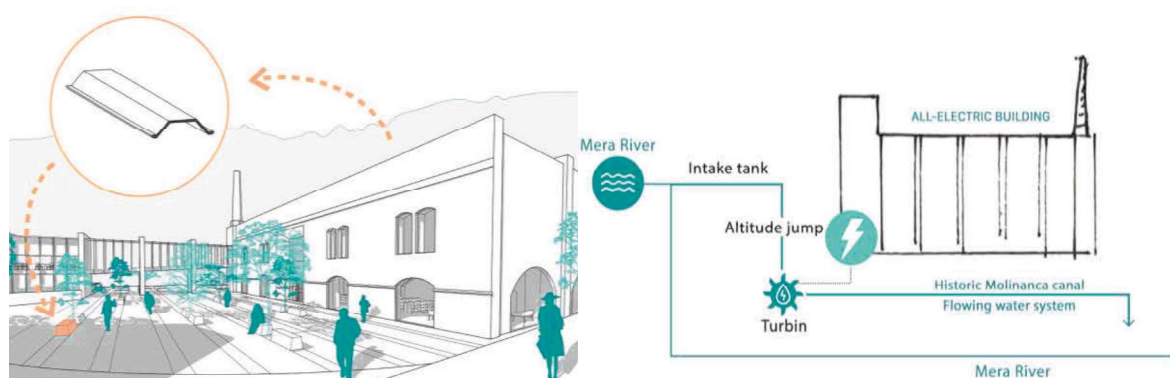 ALL-ELECTRIC BUILDING
Mera River
Intake tank
Altitude jump
Historic Molinanca canal
Flowing water system
Turbin
Mera River